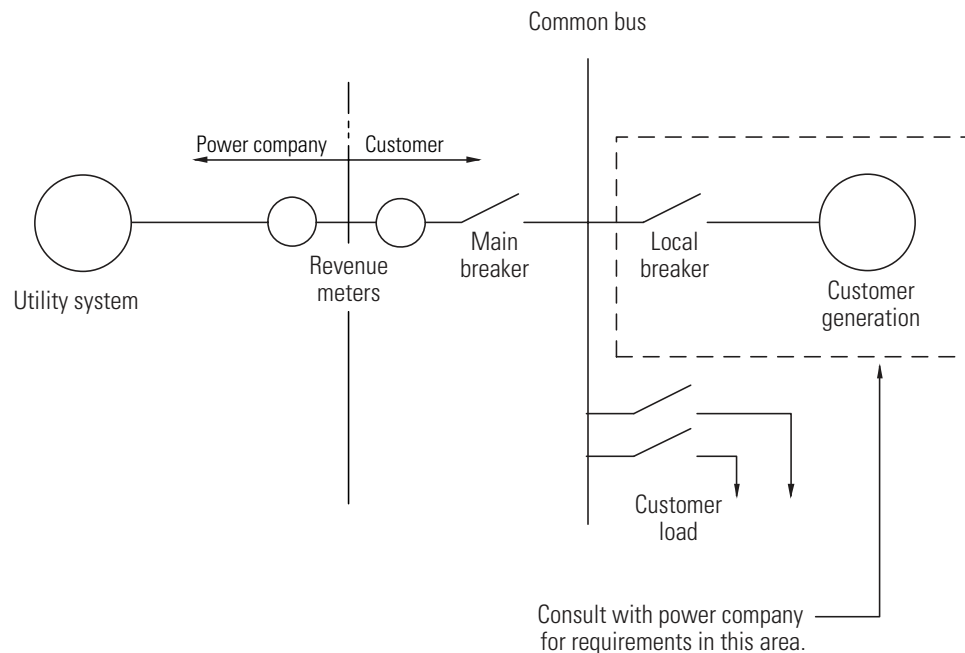 Common bus
Power company
Customer
Utility system
Revenue
meters
Main
breaker
Local
breaker
Customer
generation
Customer
load
Consult with power company
for requirements in this area.